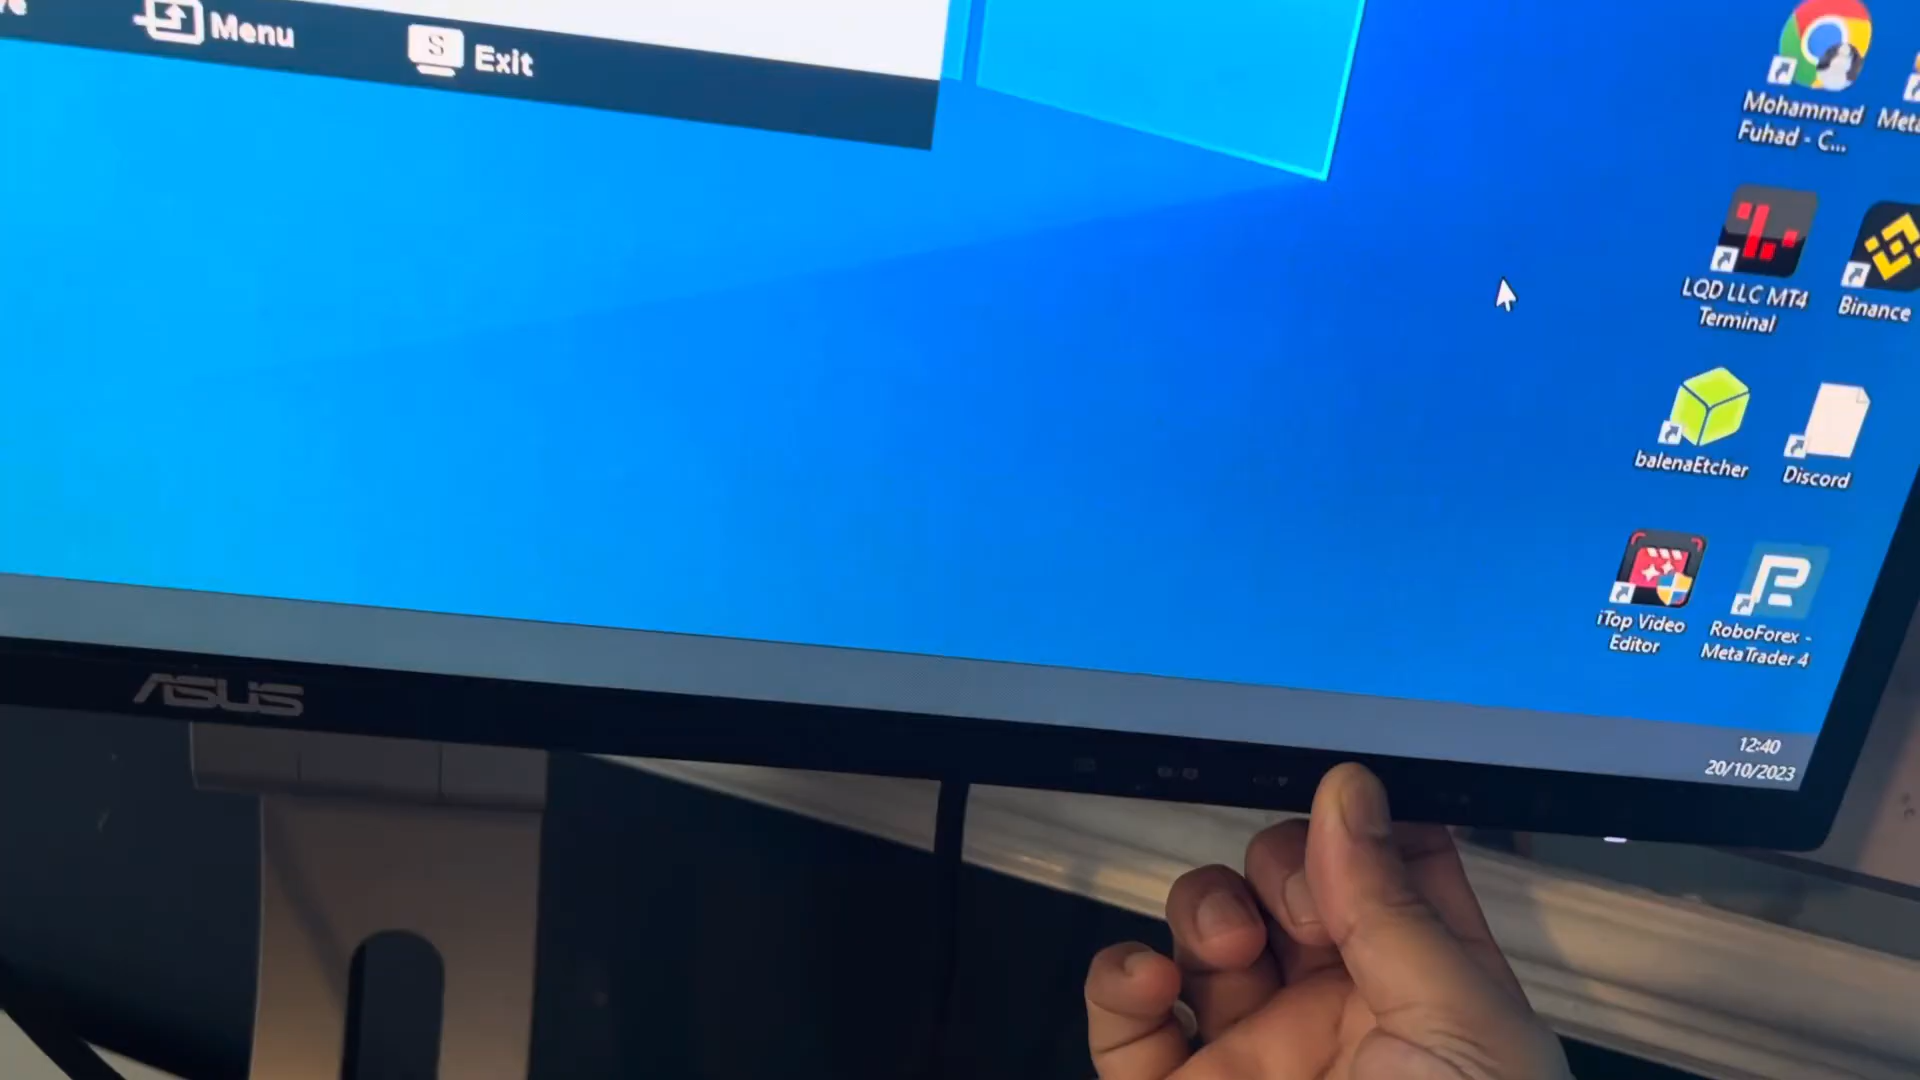 Menu
S
Exit
Mohammad
Fuhad - C...
LQD LLC MT4
Terminal
Binance
balenaEtcher
Discord
iTop Video
Editor
RoboForex -
MetaTrader 4
12:40
20/10/2023
ASUS